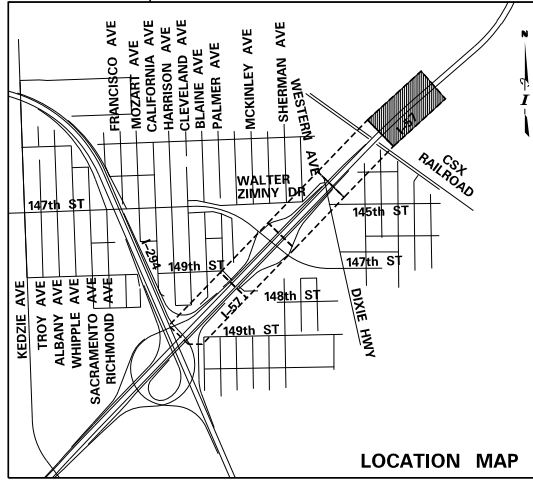 FRANCISCO AVE
MOZART AVE
CALIFORNIA AVE
HARRISON AVE
CLEVELAND AVE
BLAINE AVE
PALMER AVE
MCKINLEY AVE
SHERMAN AVE
WESTERN AVE
N
I-57
CSX
RAILROAD
WALTER
ZIMNY DR
147th ST
145th ST
I-294
149th ST
147th ST
I-57
148th ST
149th ST
DIXIE HWY
KEDZIE AVE
TROY AVE
ALBANY AVE
WHIPPLE AVE
SACRAMENTO AVE
RICHMOND AVE
LOCATION MAP